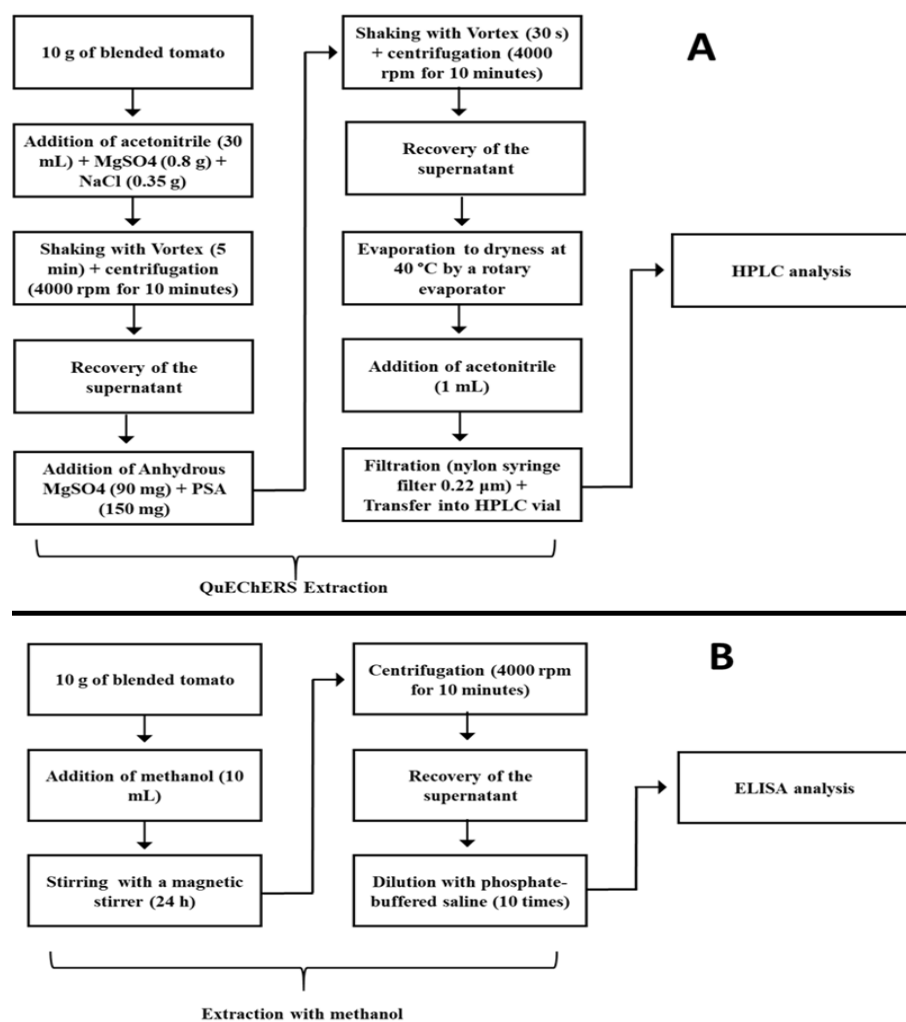 A
10 g of blended tomato
Addition of acetonitrile (30
mL) + MgSO4 (0.8 g) +
NaCl (0.35 g)
Shaking with Vortex (5
min) + centrifugation
(4000 rpm for 10 minutes)
Recovery of the
supernatant
Addition of Anhydrous
MgSO4 (90 mg) + PSA
(150 mg)
Shaking with Vortex (30 s)
+ centrifugation (4000
rpm for 10 minutes)
Recovery of the
supernatant
Evaporation to dryness at
40 °C by a rotary
evaporator
Addition of acetonitrile
(1 mL)
Filtration (nylon syringe
filter 0.22 µm) +
Transfer into HPLC vial
HPLC analysis
QuEChERS Extraction
B
10 g of blended tomato
Addition of methanol (10
mL)
Stirring with a magnetic
stirrer (24 h)
Centrifugation (4000 rpm
for 10 minutes)
Recovery of the
supernatant
Dilution with phosphate-
buffered saline (10 times)
ELISA analysis
Extraction with methanol